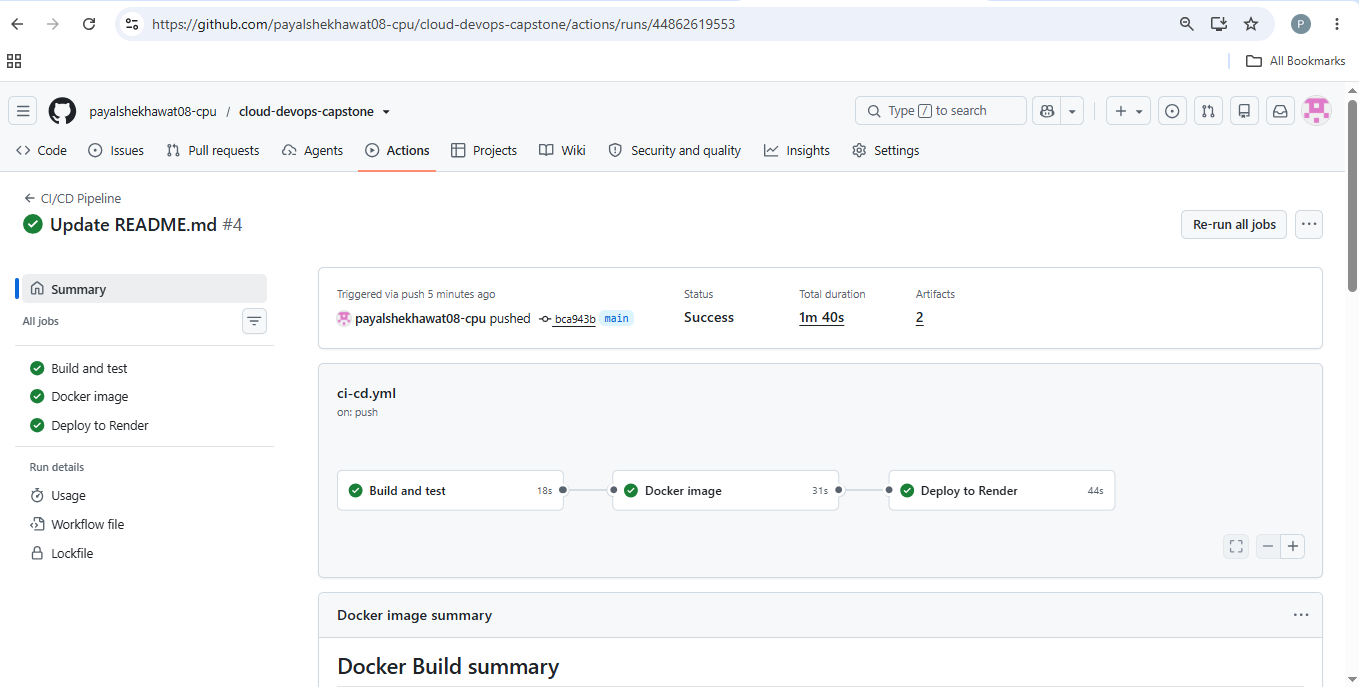 https://github.com/payalshekhawat08-cpu/cloud-devops-capstone/actions/runs/44862619553
P
All Bookmarks
payalshekhawat08-cpu / cloud-devops-capstone
Type / to search
Code Issues Pull requests Agents Actions Projects Wiki Security and quality Insights Settings
CI/CD Pipeline
Update README.md #4
Re-run all jobs
Summary
All jobs
Build and test
Docker image
Deploy to Render
Run details
Usage
Workflow file
Lockfile
Triggered via push 5 minutes ago
payalshekhawat08-cpu pushed bca943b main
Status
Success
Total duration
1m 40s
Artifacts
2
ci-cd.yml
on: push
Build and test 18s
Docker image 31s
Deploy to Render 44s
Docker image summary
Docker Build summary